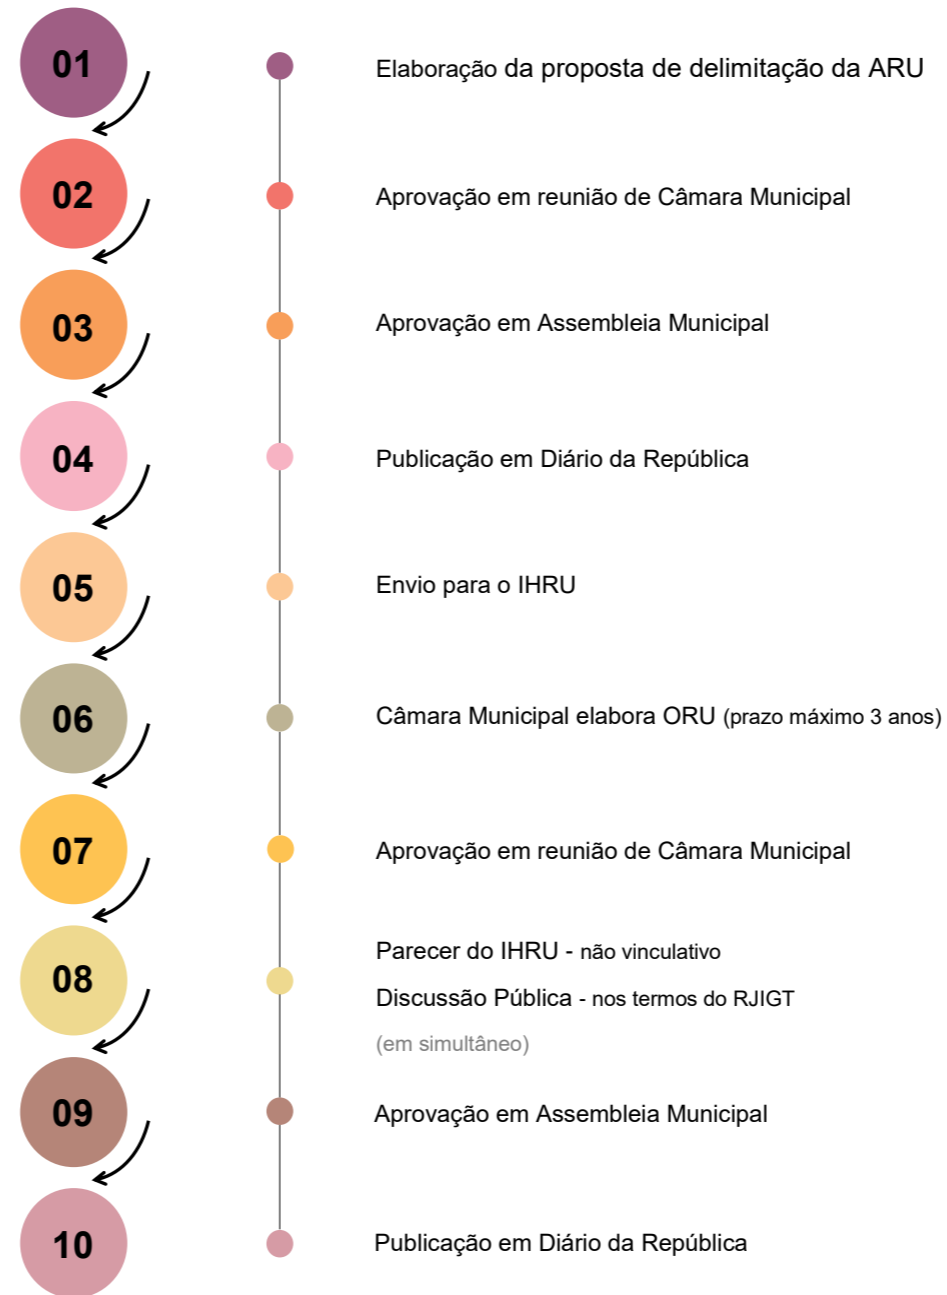 01
Elaboração da proposta de delimitação da ARU
02
Aprovação em reunião de Câmara Municipal
03
Aprovação em Assembleia Municipal
04
Publicação em Diário da República
05
Envio para o IHRU
06
Câmara Municipal elabora ORU (prazo máximo 3 anos)
07
Aprovação em reunião de Câmara Municipal
08
Parecer do IHRU - não vinculativo
Discussão Pública - nos termos do RJIGT
(em simultâneo)
09
Aprovação em Assembleia Municipal
10
Publicação em Diário da República